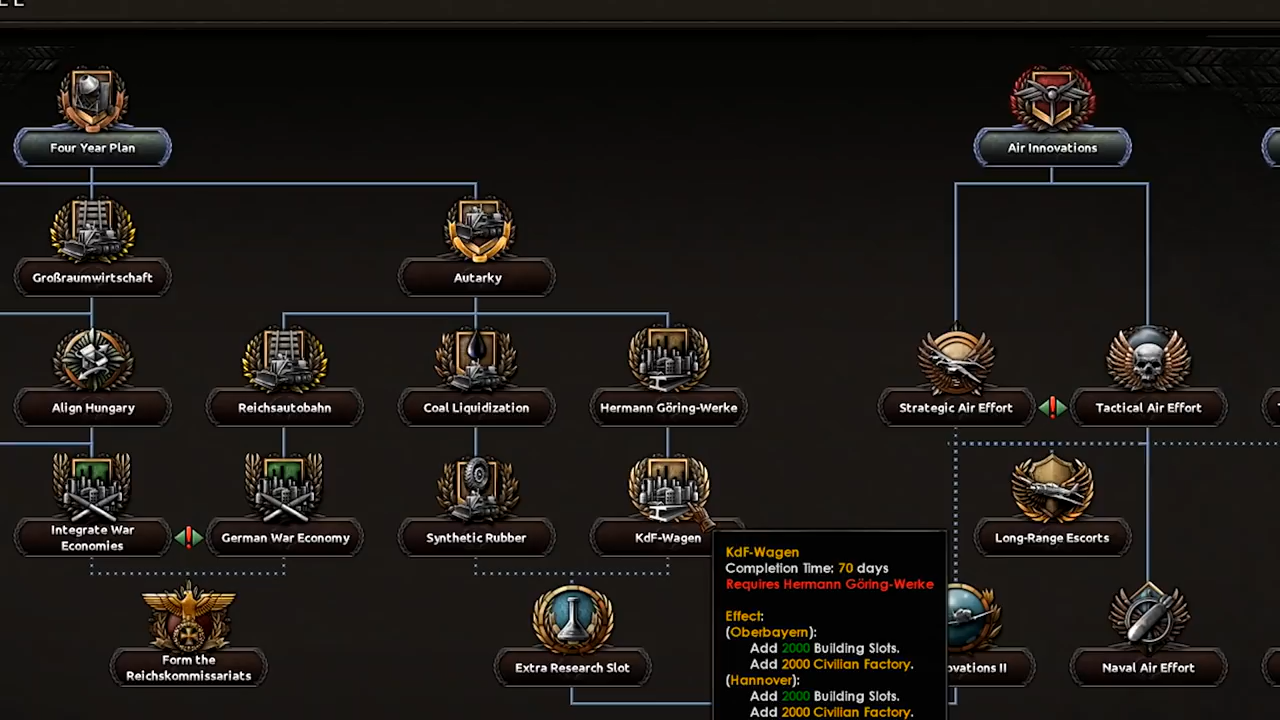 Four Year Plan
Air Innovations
Großraumwirtschaft
Autarky
Align Hungary
Reichsautobahn
Coal Liquidization
Hermann Göring-Werke
Strategic Air Effort
Tactical Air Effort
Integrate War
Economies
German War Economy
Synthetic Rubber
KdF-Wagen
Long-Range Escorts
KdF-Wagen
Completion Time: 70 days
Requires Hermann Göring-Werke
Effect:
(Oberbayern):
Add 2000 Building Slots.
Add 2000 Civilian Factory.
(Hannover):
Add 2000 Building Slots.
Add 2000 Civilian Factory.
Form the
Reichskommissariats
Extra Research Slot
ovations II
Naval Air Effort